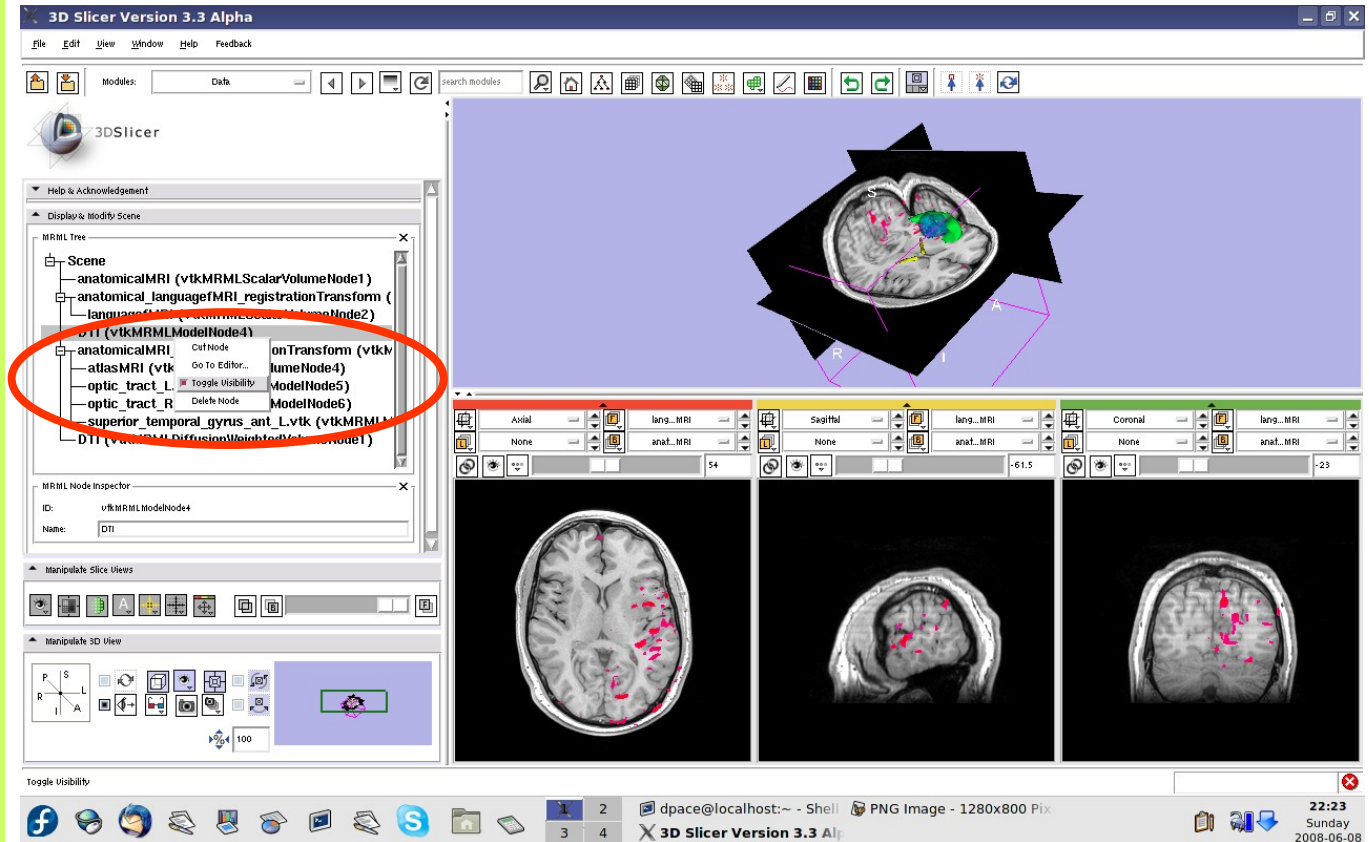 3D Slicer Version 3.3 Alpha
File Edit View Window Help Feedback
Modules: Data search modules
3DSlicer
Help & Acknowledgement
Display & Modify Scene
MRML Tree
Scene
anatomicalMRI (vtkMRMLScalarVolumeNode1)
anatomical_languagefMRI_registrationTransform (
languagefMRI (vtkMRMLScalarVolumeNode2)
DTI (vtkMRMLModelNode4)
Cut Node
anatomicalMRI_ onTransform (vtkM
Go To Editor...
atlasMRI (vtk lumeNode4)
Toggle Visibility
optic_tract_L. ModelNode5)
Delete Node
optic_tract_R ModelNode6)
superior_temporal_gyrus_ant_L.vtk (vtkMRMLM
DTI (vtkMRMLDiffusionWeightedVolumeNode1)
MRML Node Inspector
ID: vtkMRMLModelNode4
Name: DTI
Manipulate Slice Views
A
B
F
Manipulate 3D View
P S
R L
I A
% 100
S
A
R
I
Axial F lang...MRI
L None B anat...MRI
54
Sagittal F lang...MRI
L None B anat...MRI
-61.5
Coronal F lang...MRI
L None B anat...MRI
-23
Toggle Visibility
1 2
3 4
dpace@localhost:~ - Shell
PNG Image - 1280x800 Pix
3D Slicer Version 3.3 Alp
22:23
Sunday
2008-06-08